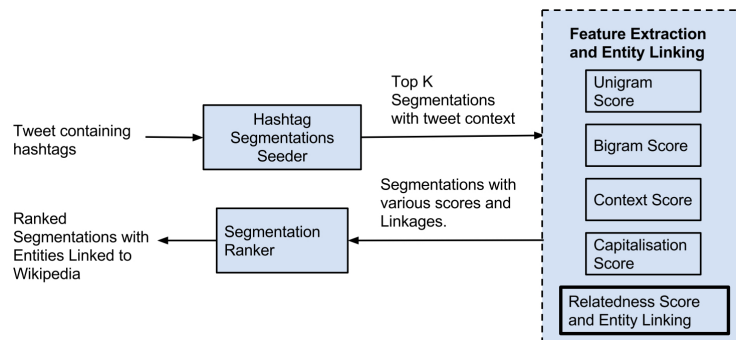 Tweet containing
hashtags
Hashtag
Segmentations
Seeder
Top K
Segmentations
with tweet context
Feature Extraction
and Entity Linking
Unigram
Score
Bigram Score
Context Score
Capitalisation
Score
Relatedness Score
and Entity Linking
Segmentations with
various scores and
Linkages.
Segmentation
Ranker
Ranked
Segmentations with
Entities Linked to
Wikipedia